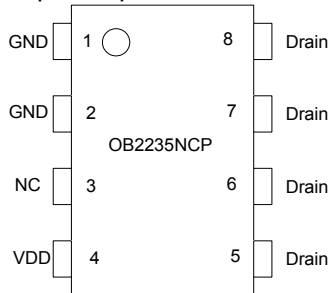 GND 1 8 Drain
GND 2 7 Drain
OB2235NCP
NC 3 6 Drain
VDD 4 5 Drain